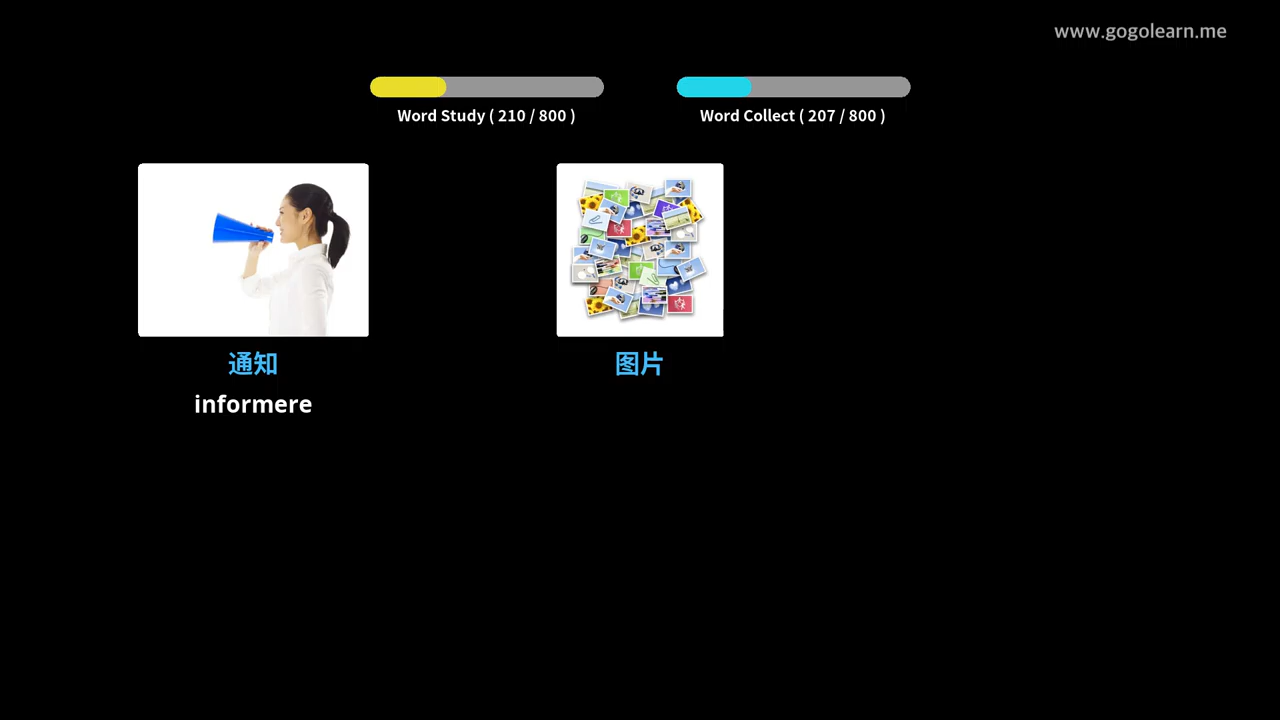 www.gogolearn.me
Word Study ( 210 / 800 )
Word Collect ( 207 / 800 )
通知
informere
图片